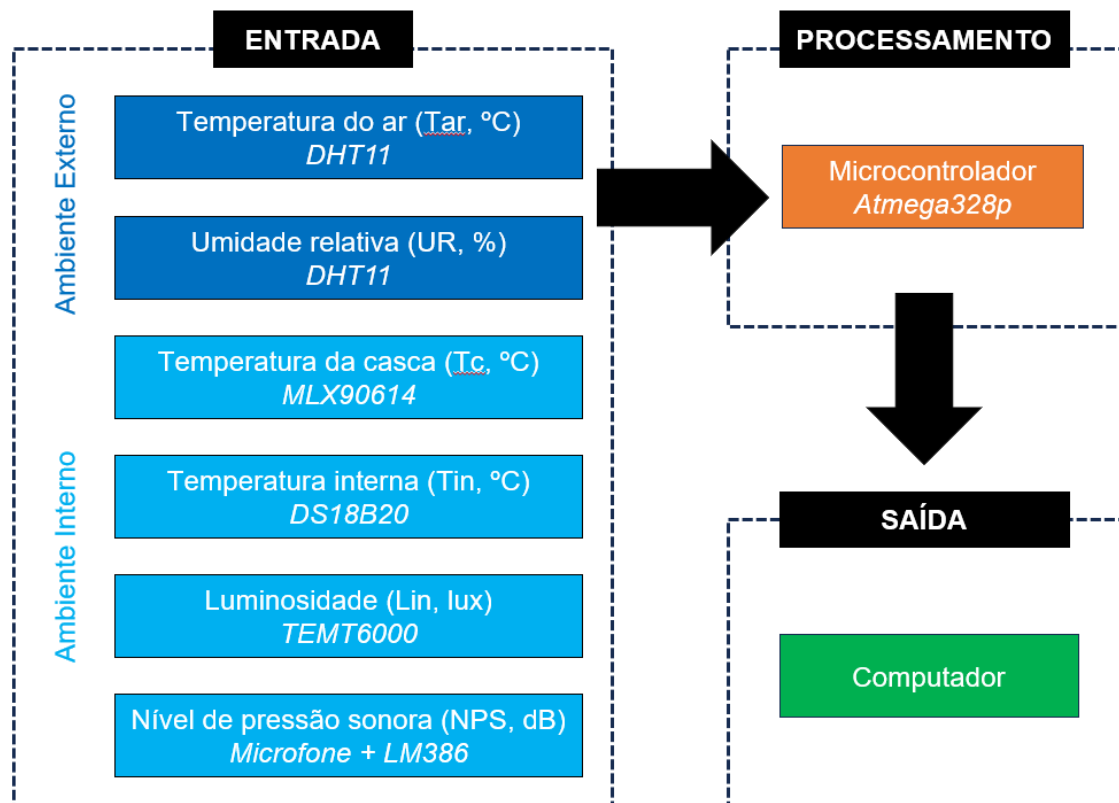 ENTRADA
Ambiente Externo
Temperatura do ar (Tar, ºC)
DHT11
Umidade relativa (UR, %)
DHT11
Ambiente Interno
Temperatura da casca (Tc, ºC)
MLX90614
Temperatura interna (Tin, ºC)
DS18B20
Luminosidade (Lin, lux)
TEMT6000
Nível de pressão sonora (NPS, dB)
Microfone + LM386
PROCESSAMENTO
Microcontrolador
Atmega328p
SAÍDA
Computador